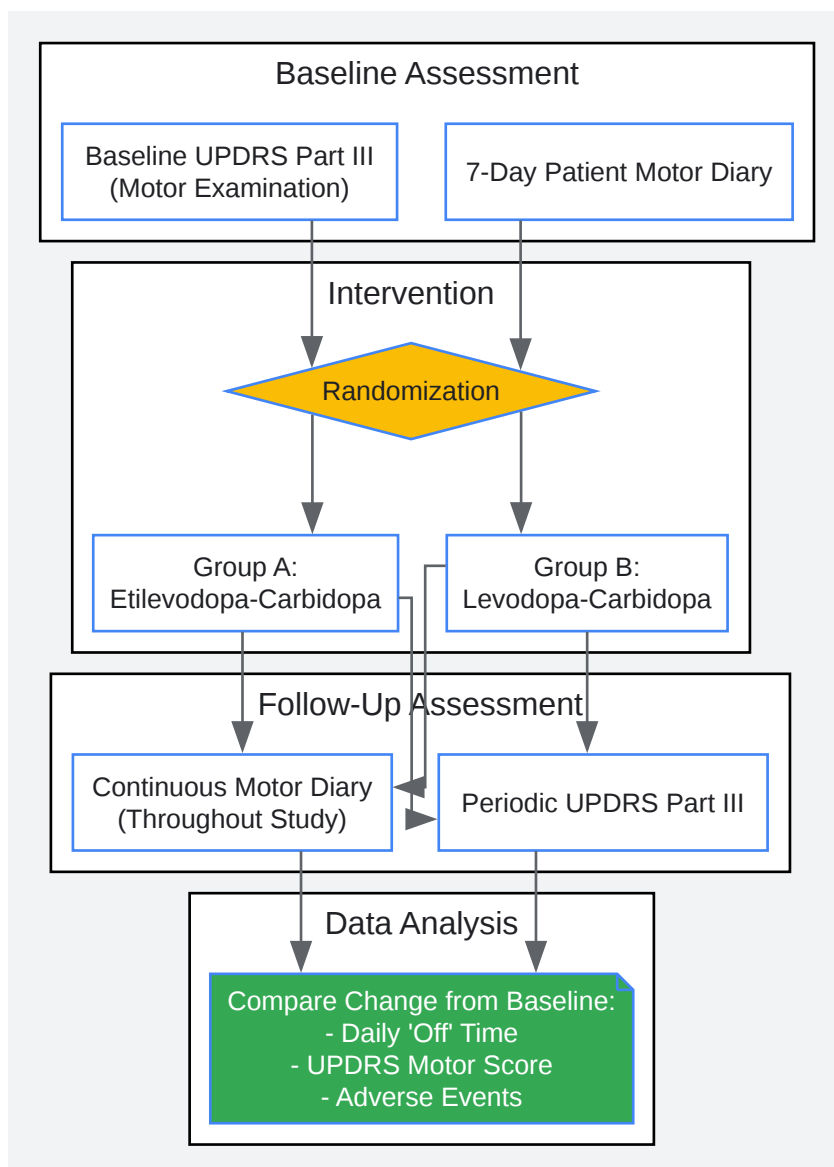 Baseline Assessment
Baseline UPDRS Part III
(Motor Examination)
7-Day Patient Motor Diary
Intervention
Randomization
Group A:
Etilevodopa-Carbidopa
Group B:
Levodopa-Carbidopa
Follow-Up Assessment
Continuous Motor Diary
(Throughout Study)
Periodic UPDRS Part III
Data Analysis
Compare Change from Baseline:
- Daily 'Off' Time
- UPDRS Motor Score
- Adverse Events